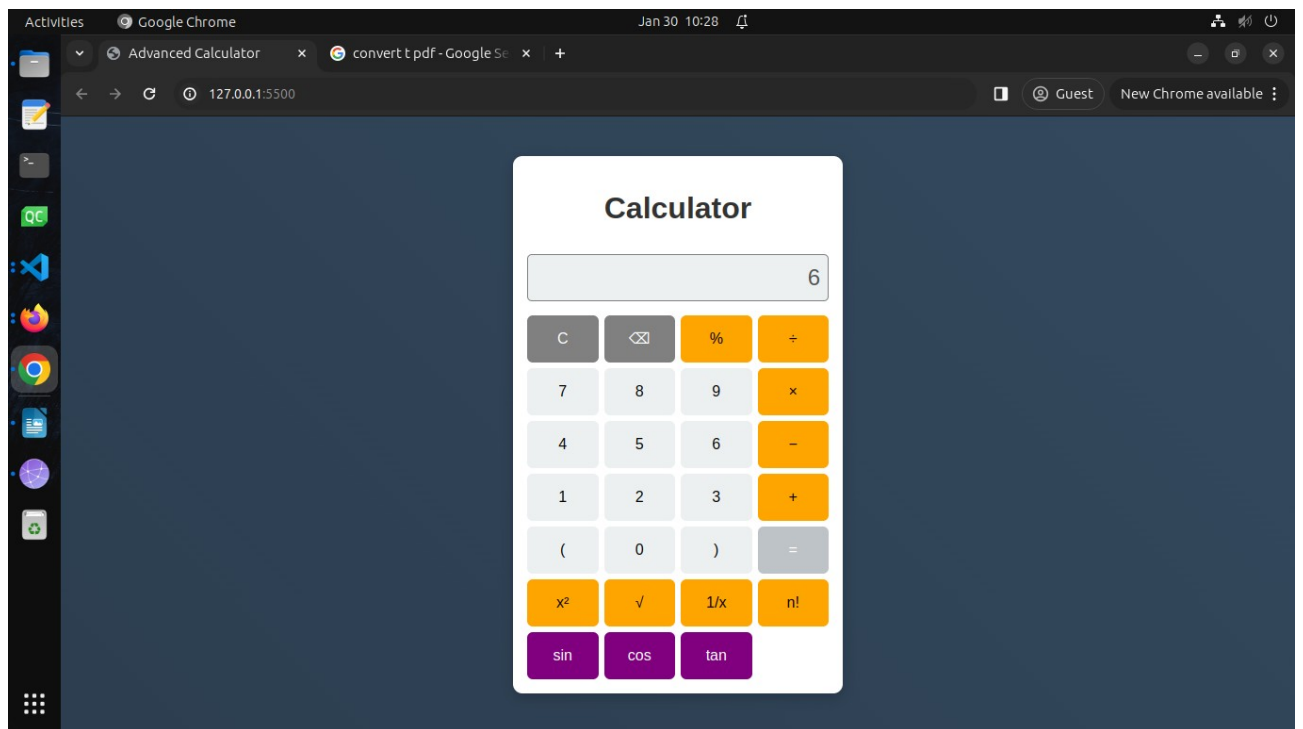 Activities Google Chrome Jan 30 10:28
Advanced Calculator convert t pdf - Google Se
127.0.0.1:5500 Guest New Chrome available
QC
Calculator
6
C ⌫ % ÷
7 8 9 ×
4 5 6 −
1 2 3 +
( 0 ) =
x² √ 1/x n!
sin cos tan